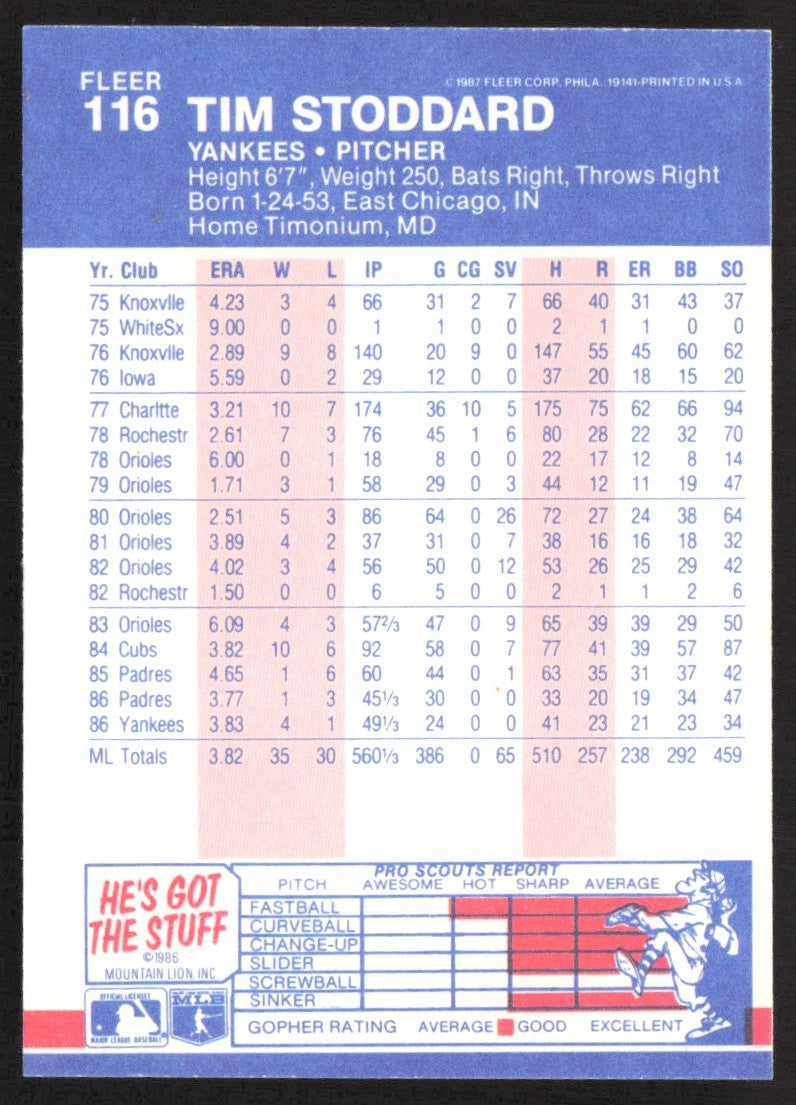 FLEER
116
©1987 FLEER CORP., PHILA., 19141-PRINTED IN U S A
TIM STODDARD
YANKEES • PITCHER
Height 6'7", Weight 250, Bats Right, Throws Right
Born 1-24-53, East Chicago, IN
Home Timonium, MD
Yr. Club ERA W L IP G CG SV H R ER BB SO
75 Knoxvlle 4.23 3 4 66 31 2 7 66 40 31 43 37
75 WhiteSx 9.00 0 0 1 1 0 0 2 1 1 0 0
76 Knoxvlle 2.89 9 8 140 20 9 0 147 55 45 60 62
76 Iowa 5.59 0 2 29 12 0 0 37 20 18 15 20
77 Charltte 3.21 10 7 174 36 10 5 175 75 62 66 94
78 Rochestr 2.61 7 3 76 45 1 6 80 28 22 32 70
78 Orioles 6.00 0 1 18 8 0 0 22 17 12 8 14
79 Orioles 1.71 3 1 58 29 0 3 44 12 11 19 47
80 Orioles 2.51 5 3 86 64 0 26 72 27 24 38 64
81 Orioles 3.89 4 2 37 31 0 7 38 16 16 18 32
82 Orioles 4.02 3 4 56 50 0 12 53 26 25 29 42
82 Rochestr 1.50 0 0 6 5 0 0 2 1 1 2 6
83 Orioles 6.09 4 3 57⅔ 47 0 9 65 39 39 29 50
84 Cubs 3.82 10 6 92 58 0 7 77 41 39 57 87
85 Padres 4.65 1 6 60 44 0 1 63 35 31 37 42
86 Padres 3.77 1 3 45⅓ 30 0 0 33 20 19 34 47
86 Yankees 3.83 4 1 49⅓ 24 0 0 41 23 21 23 34
ML Totals 3.82 35 30 560⅓ 386 0 65 510 257 238 292 459
HE'S GOT
THE STUFF
©1986
MOUNTAIN LION, INC.
OFFICIAL LICENSEE
MAJOR LEAGUE BASEBALL
MLB
PRO SCOUTS REPORT
PITCH AWESOME HOT SHARP AVERAGE
FASTBALL
CURVEBALL
CHANGE-UP
SLIDER
SCREWBALL
SINKER
GOPHER RATING AVERAGE GOOD EXCELLENT